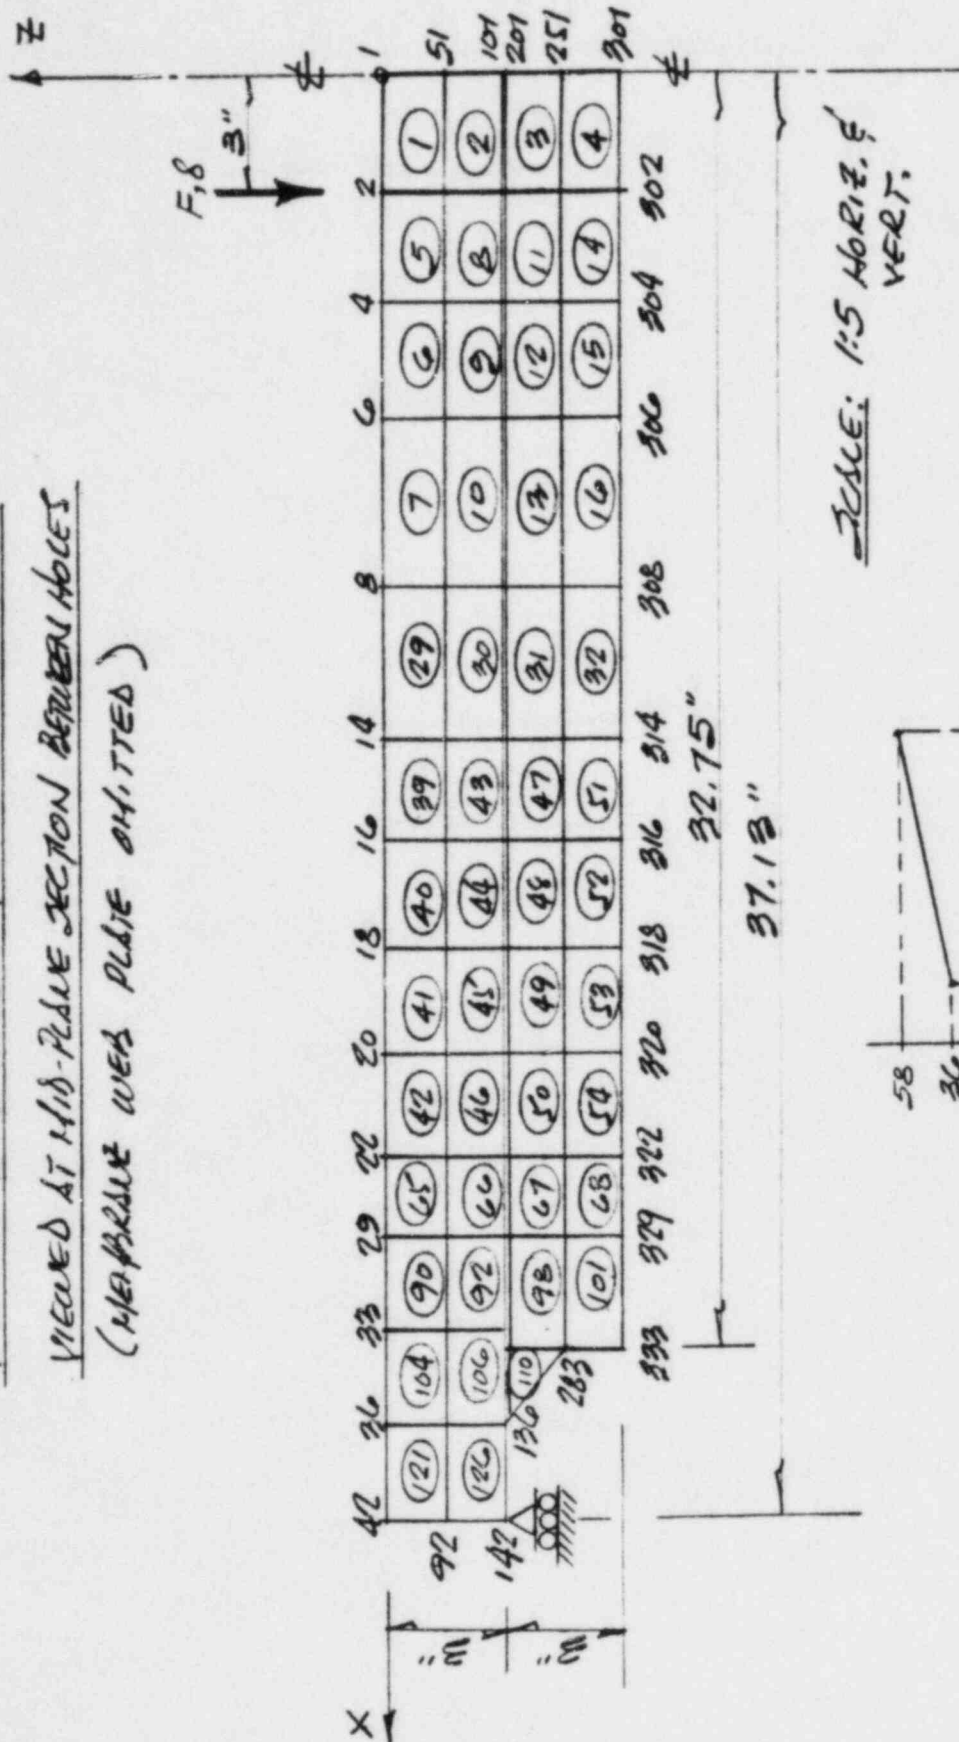 VIEWED AT MID-PLANE SECTION BETWEEN HOLES
(MEMBRANE WEB PLATE OMITTED)
Z
F,δ
3"
℄
1
51
101
201
251
301
℄
2
4
6
8
14
16
18
20
22
29
33
36
42
1 2 3 4
5 8 11 14
6 9 12 15
7 10 13 16
29 30 31 32
39 43 47 51
40 44 48 52
41 45 49 53
42 46 50 54
65 66 67 68
90 92 98 101
104 106 110
121 126
302
304
306
308
314
316
318
320
322
329
333
283
136
142
92
32.75"
37.13"
3"
3"
X
SCALE: 1:5 HORIZ. &
VERT.
58
36